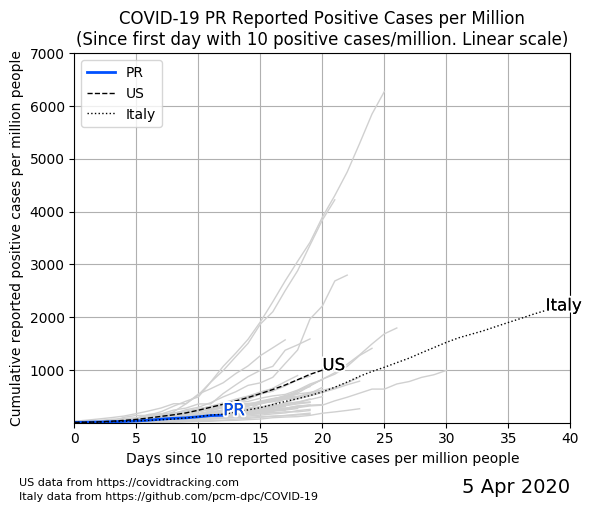 COVID-19 PR Reported Positive Cases per Million
(Since first day with 10 positive cases/million. Linear scale)
Cumulative reported positive cases per million people
7000
6000
5000
4000
3000
2000
1000
PR
US
Italy
Italy
US
PR
0 5 10 15 20 25 30 35 40
Days since 10 reported positive cases per million people
US data from https://covidtracking.com
Italy data from https://github.com/pcm-dpc/COVID-19
5 Apr 2020